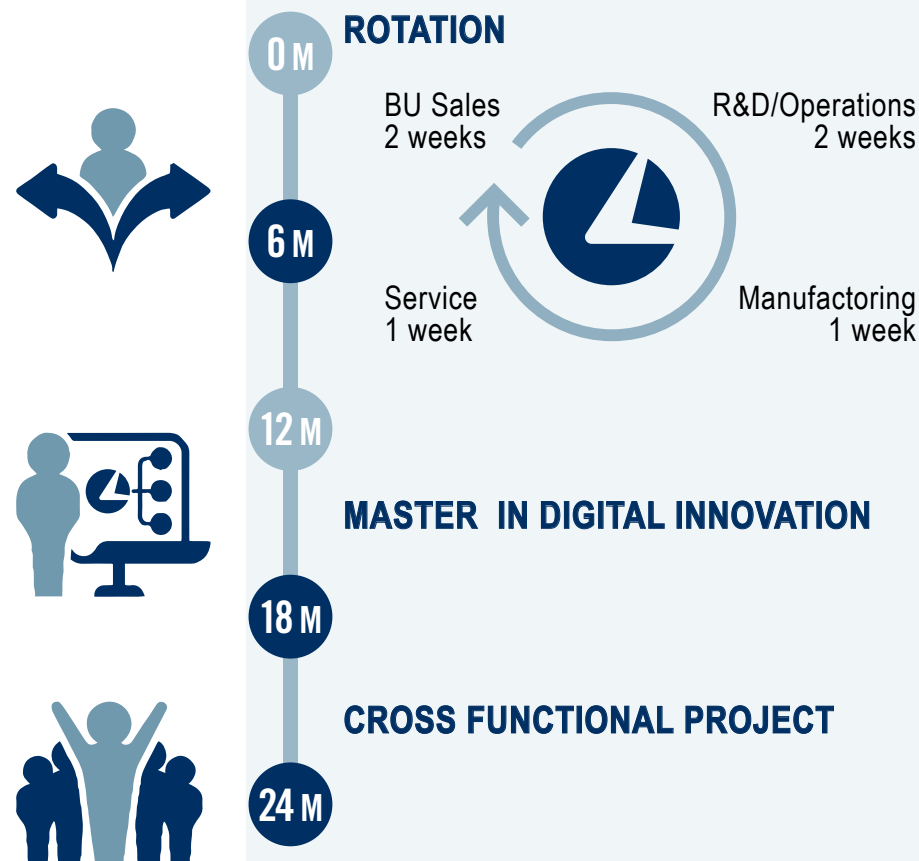 0 M
ROTATION
BU Sales
2 weeks
R&D/Operations
2 weeks
6 M
Service
1 week
Manufactoring
1 week
12 M
MASTER  IN DIGITAL INNOVATION
18 M
CROSS FUNCTIONAL PROJECT
24 M